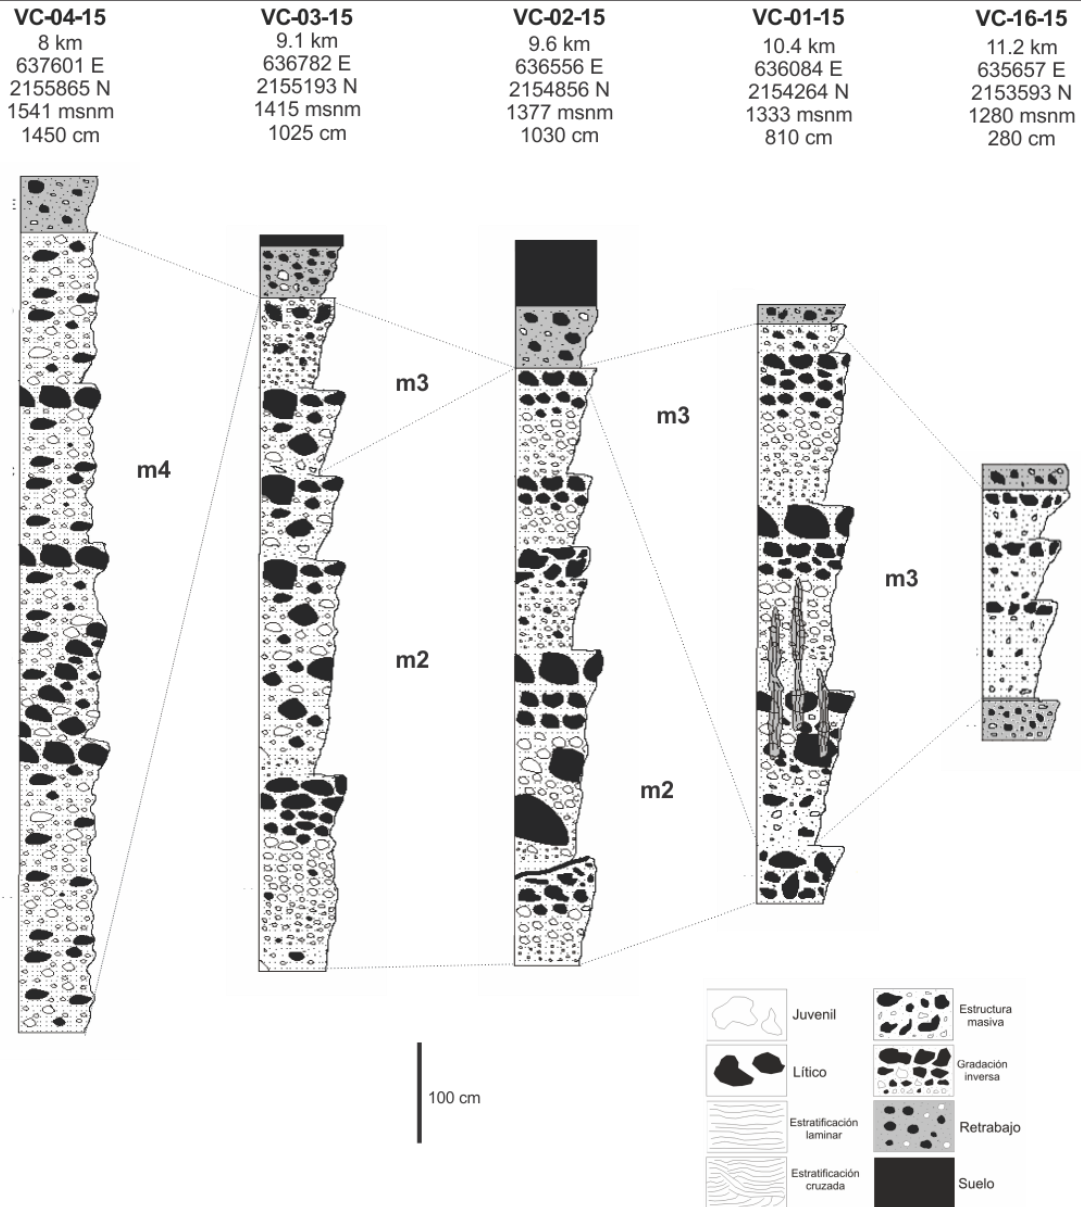 VC-04-15
8 km
637601 E
2155865 N
1541 msnm
1450 cm
VC-03-15
9.1 km
636782 E
2155193 N
1415 msnm
1025 cm
VC-02-15
9.6 km
636556 E
2154856 N
1377 msnm
1030 cm
VC-01-15
10.4 km
636084 E
2154264 N
1333 msnm
810 cm
VC-16-15
11.2 km
635657 E
2153593 N
1280 msnm
280 cm
m3
m3
m4
m3
m2
m2
100 cm
Juvenil
Lítico
Estratificación
laminar
Estratificación
cruzada
Estructura
masiva
Gradación
inversa
Retrabajo
Suelo